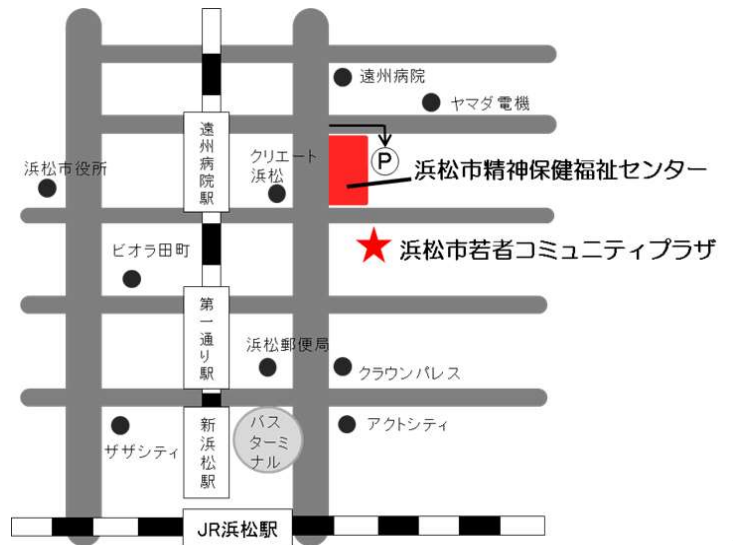 遠州病院
ヤマダ電機
遠州病院駅
クリエート
浜松
P
浜松市精神保健福祉センター
浜松市役所
浜松市若者コミュニティプラザ
ビオラ田町
第一通り駅
浜松郵便局
クラウンパレス
ザザシティ
新浜松駅
バス
ターミ
ナル
アクトシティ
JR浜松駅